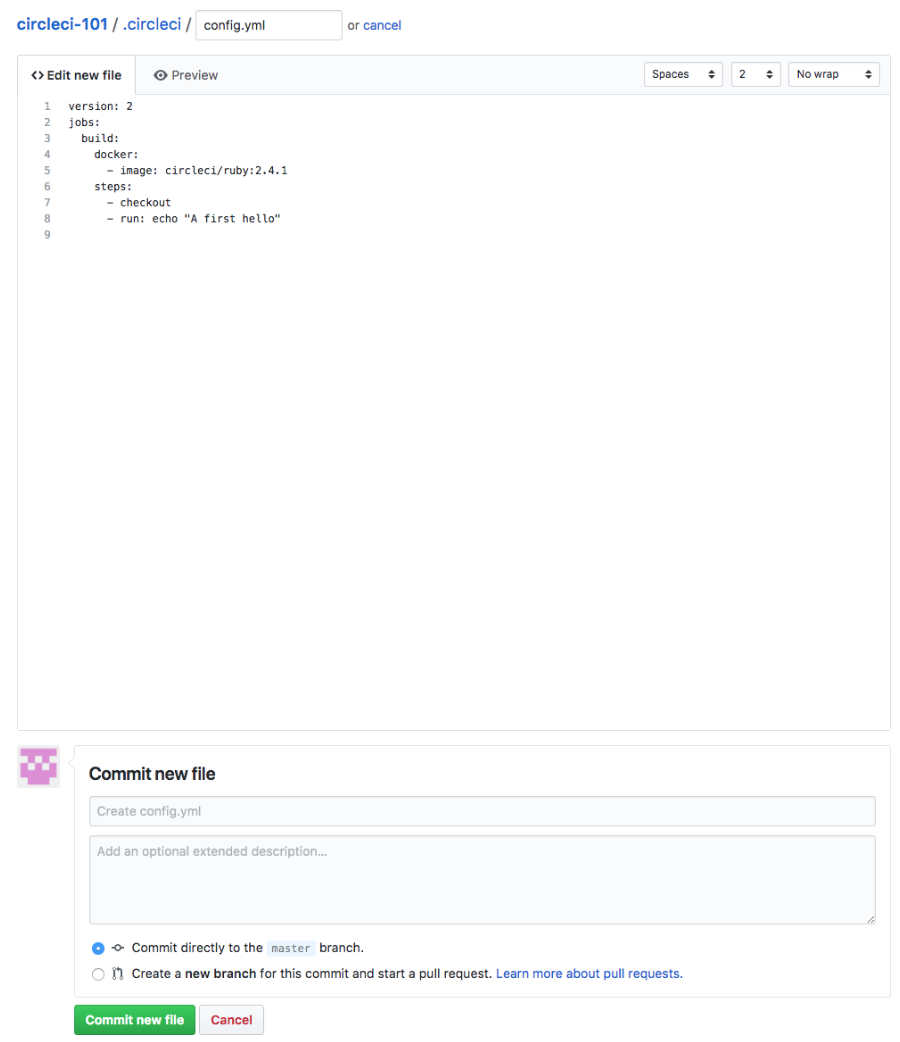 circleci-101 / .circleci / config.yml or cancel
<> Edit new file Preview Spaces 2 No wrap
1 version: 2
2 jobs:
3   build:
4     docker:
5       - image: circleci/ruby:2.4.1
6     steps:
7       - checkout
8       - run: echo "A first hello"
9
Commit new file
Create config.yml
Add an optional extended description...
Commit directly to the master branch.
Create a new branch for this commit and start a pull request. Learn more about pull requests.
Commit new file Cancel